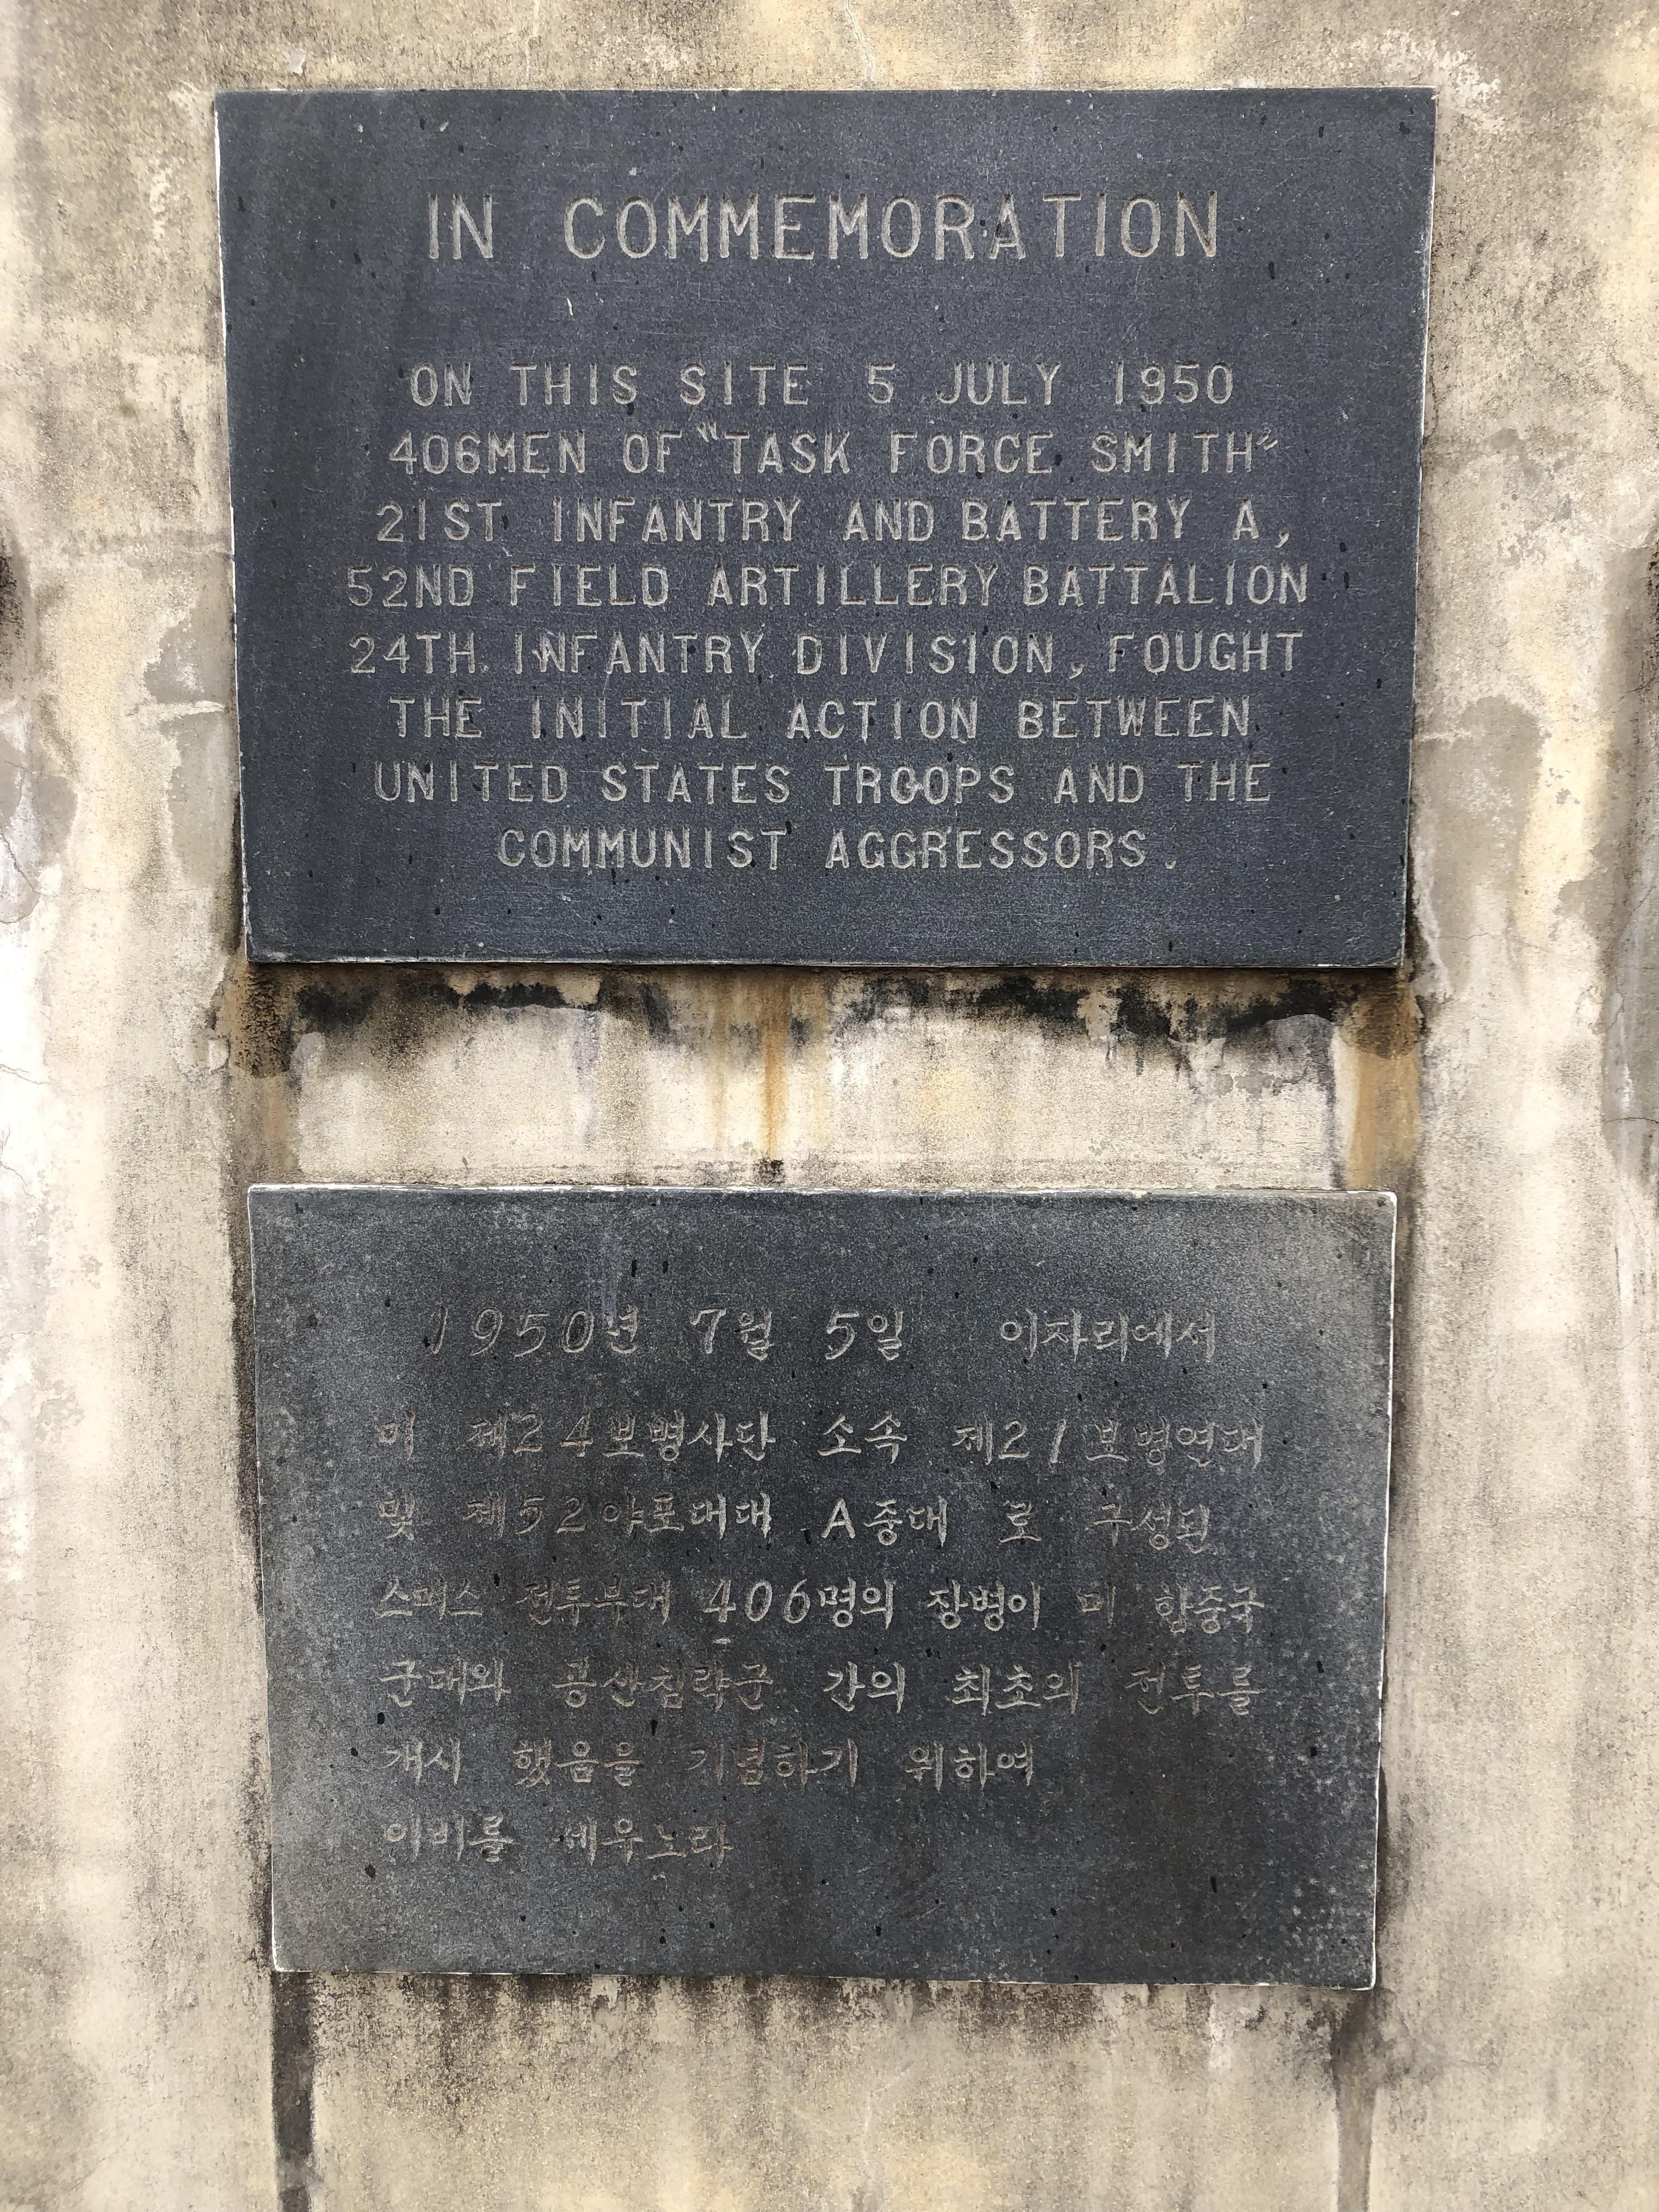 IN COMMEMORATION
ON THIS SITE 5 JULY 1950
406MEN OF "TASK FORCE SMITH"
21ST INFANTRY AND BATTERY A,
52ND FIELD ARTILLERY BATTALION
24TH INFANTRY DIVISION, FOUGHT
THE INITIAL ACTION BETWEEN
UNITED STATES TROOPS AND THE
COMMUNIST AGGRESSORS.
1950년 7월 5일 이자리에서
미 제24보병사단 소속 제21보병연대
및 제52야포대대 A중대 로 구성된
스미스 전투부대 406명의 장병이 미 합중국
군대와 공산침략군 간의 최초의 전투를
개시 했음을 기념하기 위하여
이비를 세우노라